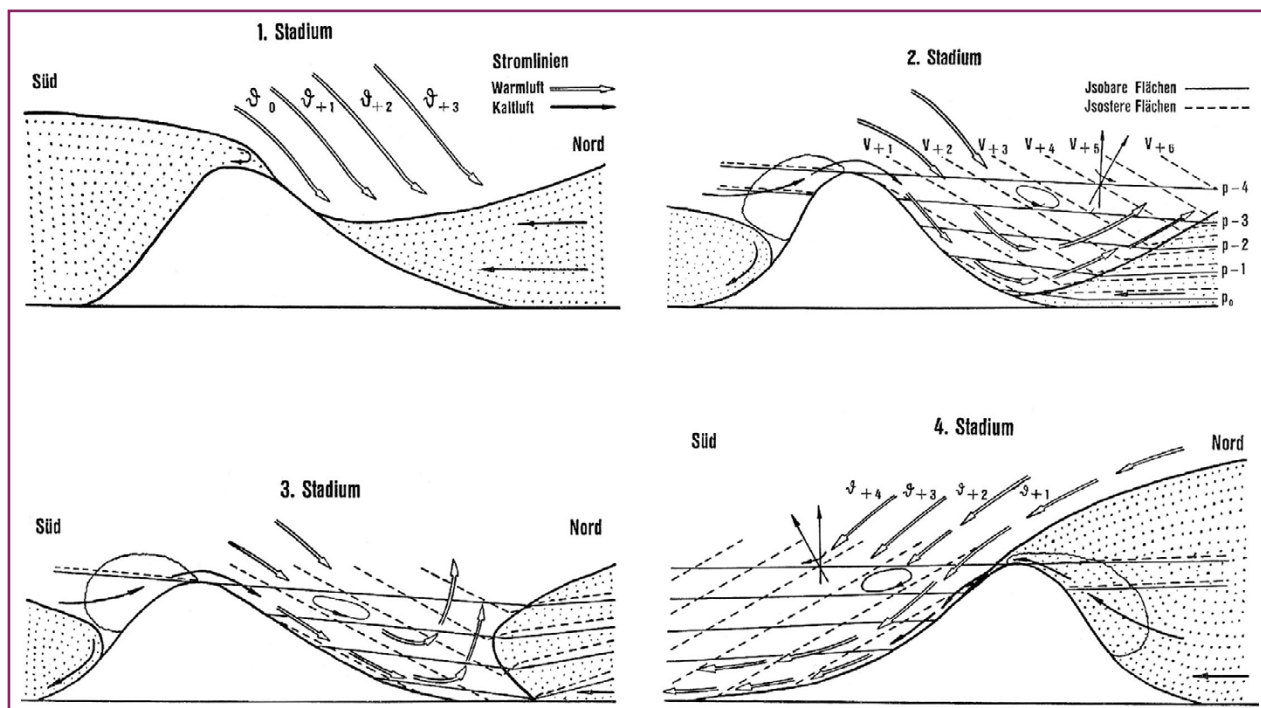 1. Stadium
Süd
Stromlinien
Warmluft
Kaltluft
ϑ₀ ϑ₊₁ ϑ₊₂ ϑ₊₃
Nord
2. Stadium
Jsobare Flächen
Jsostere Flächen
V₊₁ V₊₂ V₊₃ V₊₄ V₊₅ V₊₆
p-4
p-3
p-2
p-1
p₀
3. Stadium
Süd
Nord
4. Stadium
Süd
Nord
ϑ₊₄ ϑ₊₃ ϑ₊₂ ϑ₊₁